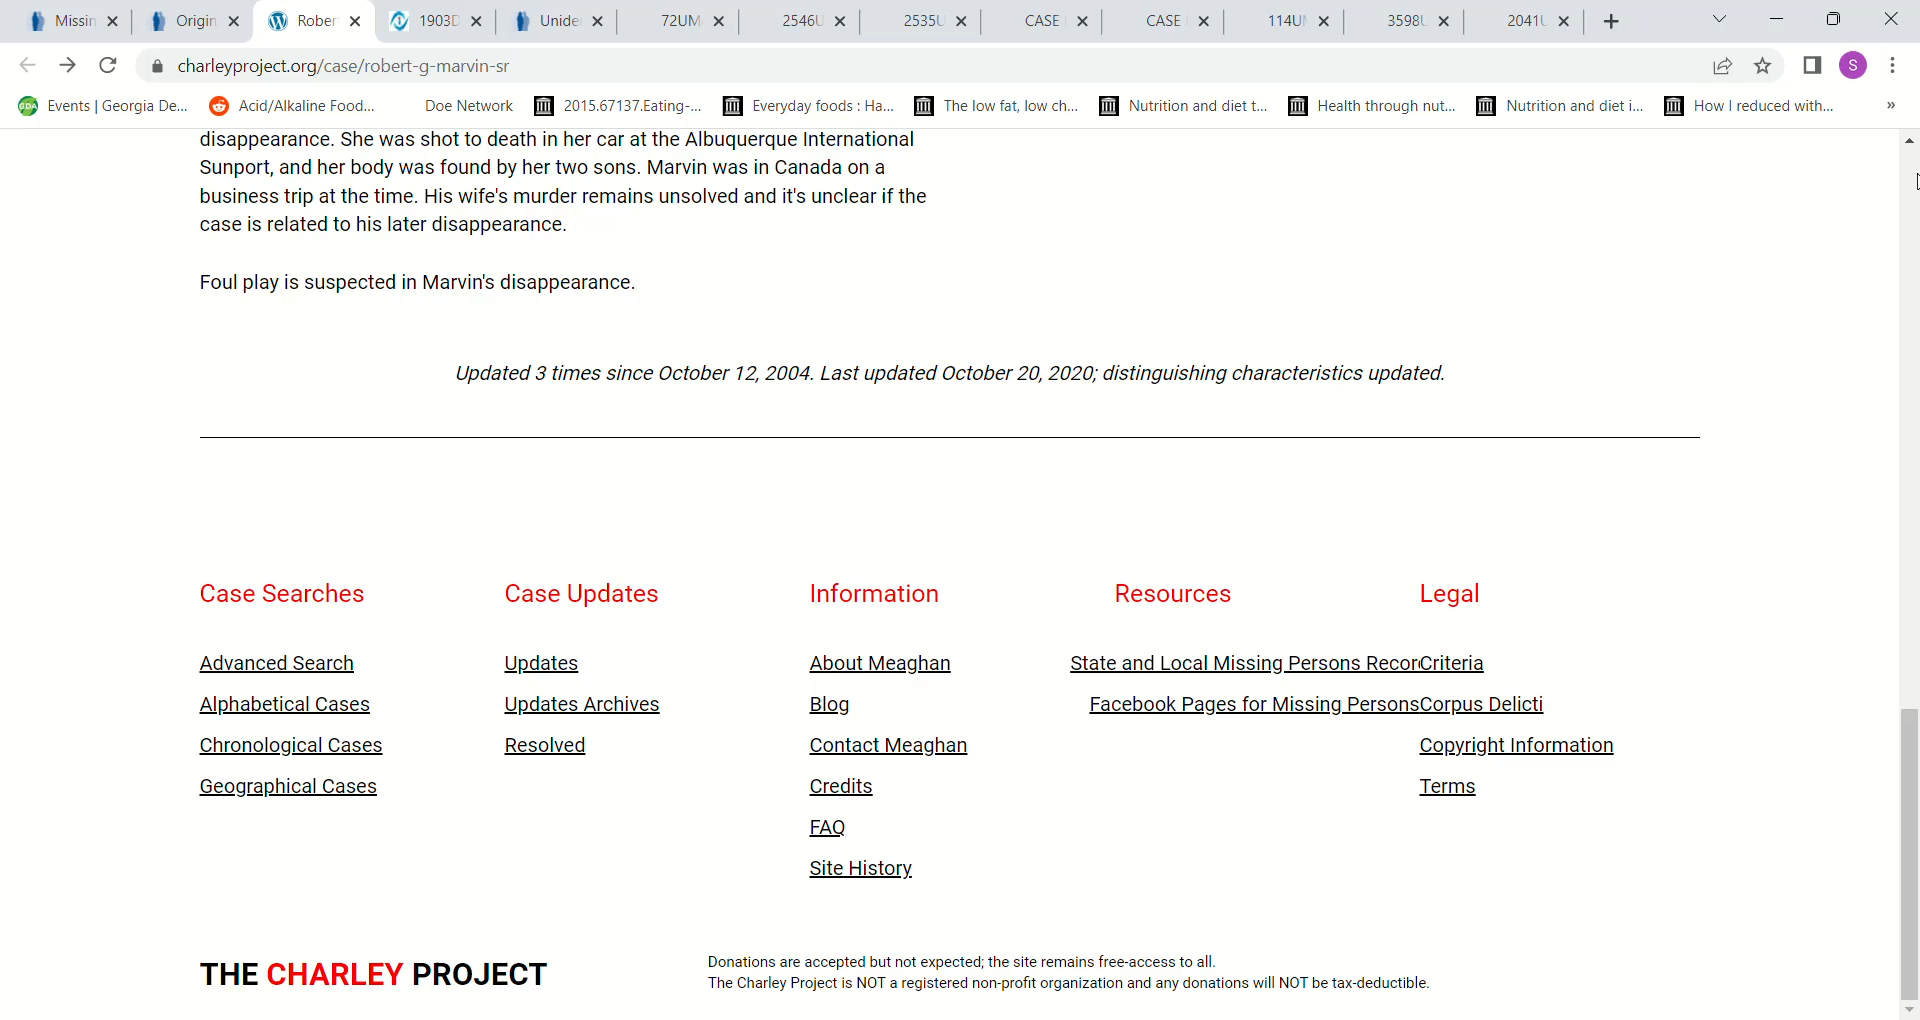 Missin
Origin
Rober
1903D
Unide
72UM
2546U
2535U
CASE
CASE
114U
3598U
2041U
charleyproject.org/case/robert-g-marvin-sr
S
GDA
Events | Georgia De...
Acid/Alkaline Food...
Doe Network
2015.67137.Eating-...
Everyday foods : Ha...
The low fat, low ch...
Nutrition and diet t...
Health through nut...
Nutrition and diet i...
How I reduced with...
»
disappearance. She was shot to death in her car at the Albuquerque International
Sunport, and her body was found by her two sons. Marvin was in Canada on a
business trip at the time. His wife's murder remains unsolved and it's unclear if the
case is related to his later disappearance.
Foul play is suspected in Marvin's disappearance.
Updated 3 times since October 12, 2004. Last updated October 20, 2020; distinguishing characteristics updated.
Case Searches
Advanced Search
Alphabetical Cases
Chronological Cases
Geographical Cases
Case Updates
Updates
Updates Archives
Resolved
Information
About Meaghan
Blog
Contact Meaghan
Credits
FAQ
Site History
Resources
State and Local Missing Persons Recor
Facebook Pages for Missing Persons
Legal
Criteria
Corpus Delicti
Copyright Information
Terms
THE CHARLEY PROJECT
Donations are accepted but not expected; the site remains free-access to all.
The Charley Project is NOT a registered non-profit organization and any donations will NOT be tax-deductible.